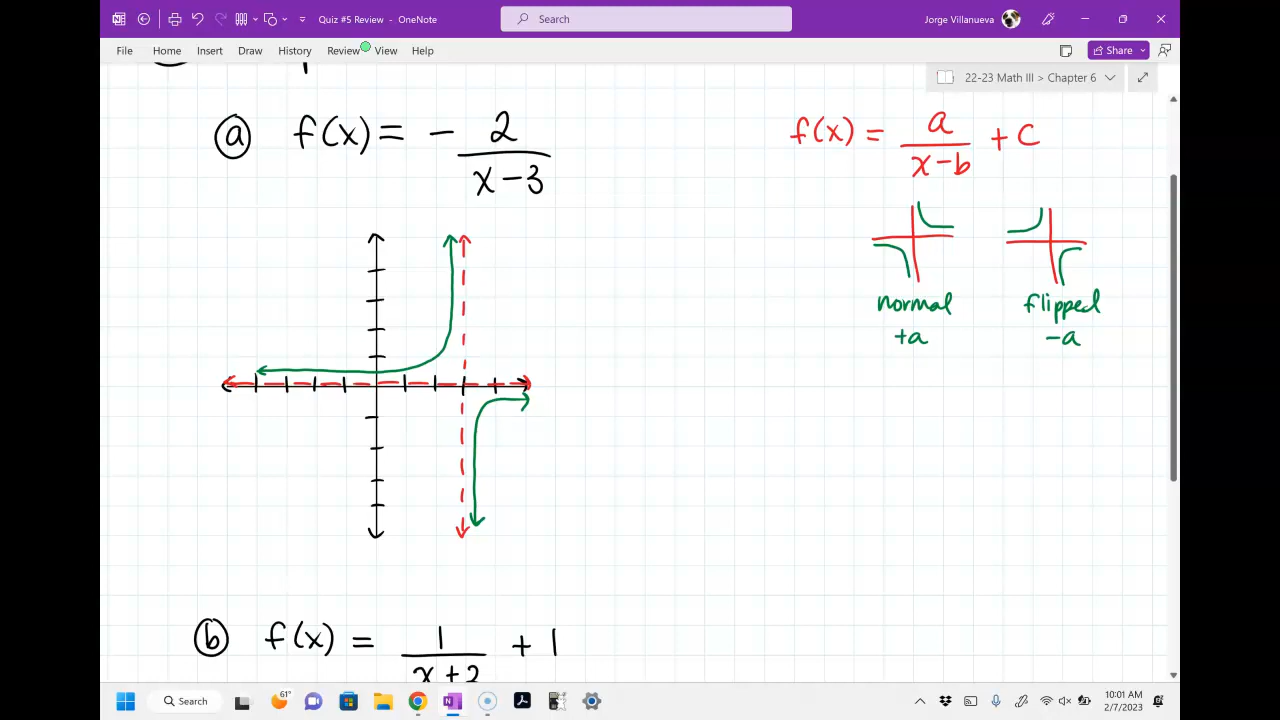 Quiz #5 Review - OneNote
Search
Jorge Villanueva
File Home Insert Draw History Review View Help
Share
22-23 Math III > Chapter 6
(a) f(x) = - 2
x - 3
f(x) = a + c
x - b
normal
+a
flipped
-a
(b) f(x) = 1 + 1
x + 2
Search
61°
10:01 AM
2/7/2023